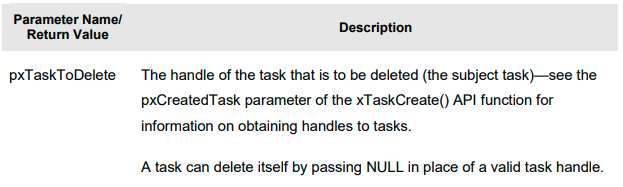 Parameter Name/
Return Value
Description
pxTaskToDelete
The handle of the task that is to be deleted (the subject task)—see the
pxCreatedTask parameter of the xTaskCreate() API function for
information on obtaining handles to tasks.
A task can delete itself by passing NULL in place of a valid task handle.